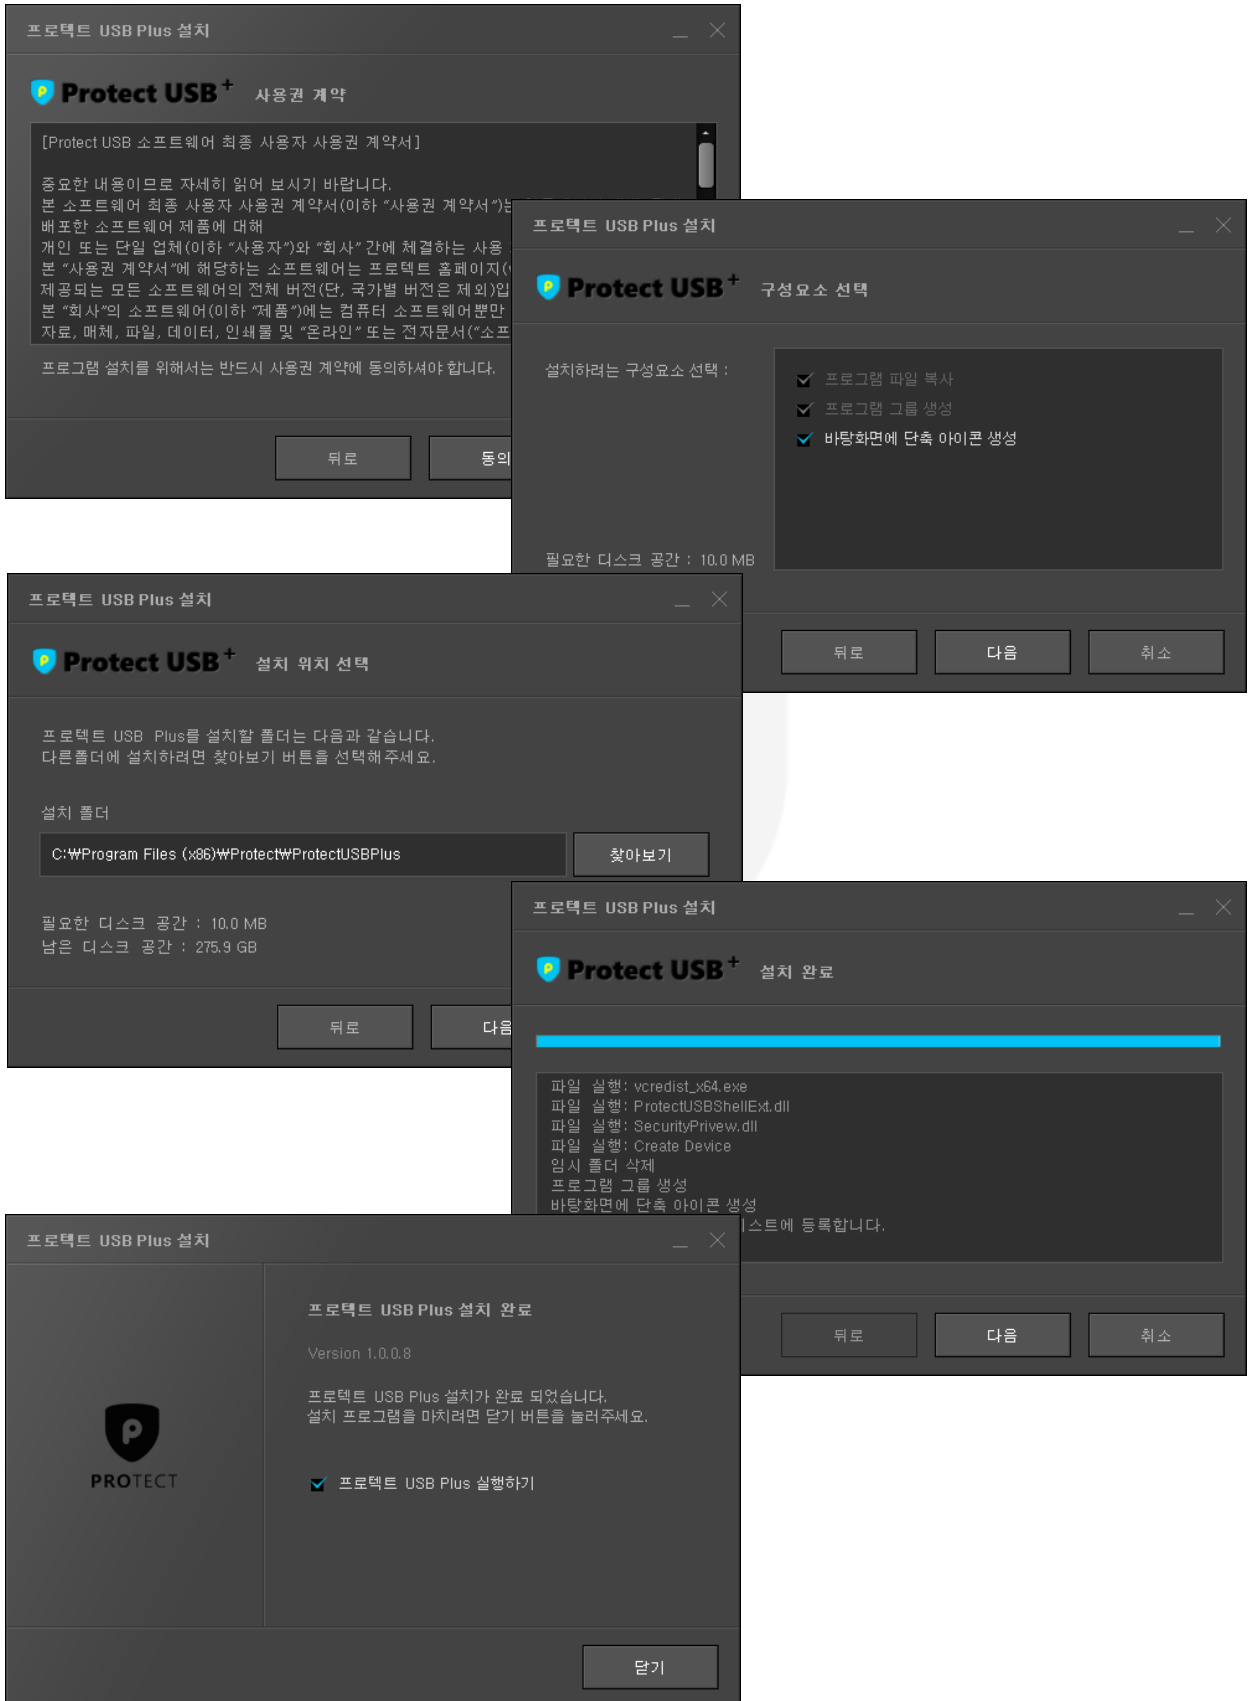 프로텍트 USB Plus 설치
Protect USB+ 사용권 계약
[Protect USB 소프트웨어 최종 사용자 사용권 계약서]
중요한 내용이므로 자세히 읽어 보시기 바랍니다.
본 소프트웨어 최종 사용자 사용권 계약서(이하 “사용권 계약서”)는
배포한 소프트웨어 제품에 대해
개인 또는 단일 업체(이하 “사용자”)와 “회사” 간에 체결하는 사용
본 “사용권 계약서”에 해당하는 소프트웨어는 프로텍트 홈페이지(
제공되는 모든 소프트웨어의 전체 버전(단, 국가별 버전은 제외)입
본 “회사”의 소프트웨어(이하 “제품”)에는 컴퓨터 소프트웨어뿐만
자료, 매체, 파일, 데이터, 인쇄물 및 “온라인” 또는 전자문서(“소프
프로그램 설치를 위해서는 반드시 사용권 계약에 동의하셔야 합니다.
뒤로
동의
프로텍트 USB Plus 설치
Protect USB+ 구성요소 선택
설치하려는 구성요소 선택 :
프로그램 파일 복사
프로그램 그룹 생성
바탕화면에 단축 아이콘 생성
필요한 디스크 공간 : 10.0 MB
뒤로 다음 취소
프로텍트 USB Plus 설치
Protect USB+ 설치 위치 선택
프로텍트 USB Plus를 설치할 폴더는 다음과 같습니다.
다른폴더에 설치하려면 찾아보기 버튼을 선택해주세요.
설치 폴더
C:₩Program Files (x86)₩Protect₩ProtectUSBPlus 찾아보기
필요한 디스크 공간 : 10.0 MB
남은 디스크 공간 : 275.9 GB
뒤로 다음
프로텍트 USB Plus 설치
Protect USB+ 설치 완료
파일 실행: vcredist_x64.exe
파일 실행: ProtectUSBShellExt.dll
파일 실행: SecurityPrivew.dll
파일 실행: Create Device
임시 폴더 삭제
프로그램 그룹 생성
바탕화면에 단축 아이콘 생성
스트에 등록합니다.
뒤로 다음 취소
프로텍트 USB Plus 설치
PROTECT
프로텍트 USB Plus 설치 완료
Version 1.0.0.8
프로텍트 USB Plus 설치가 완료 되었습니다.
설치 프로그램을 마치려면 닫기 버튼을 눌러주세요.
프로텍트 USB Plus 실행하기
닫기